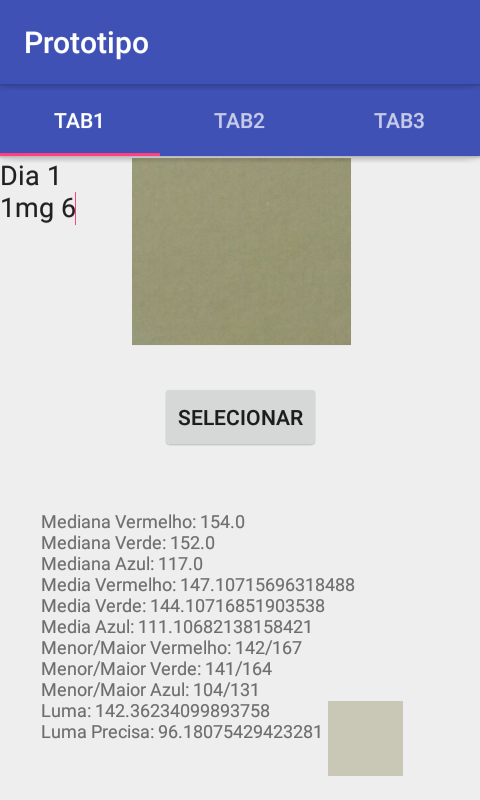 Prototipo
TAB1 TAB2 TAB3
Dia 1
1mg 6
SELECIONAR
Mediana Vermelho: 154.0
Mediana Verde: 152.0
Mediana Azul: 117.0
Media Vermelho: 147.10715696318488
Media Verde: 144.10716851903538
Media Azul: 111.10682138158421
Menor/Maior Vermelho: 142/167
Menor/Maior Verde: 141/164
Menor/Maior Azul: 104/131
Luma: 142.36234099893758
Luma Precisa: 96.18075429423281